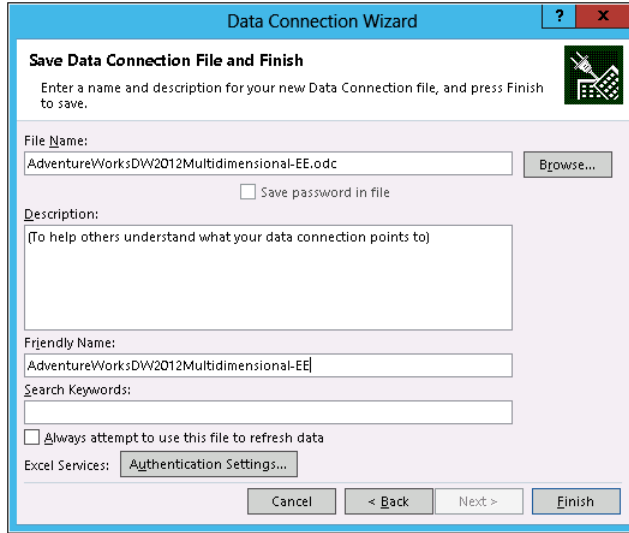 Data Connection Wizard
?
x
Save Data Connection File and Finish
Enter a name and description for your new Data Connection file, and press Finish
to save.
File Name:
AdventureWorksDW2012Multidimensional-EE.odc
Browse...
Save password in file
Description:
(To help others understand what your data connection points to)
Friendly Name:
AdventureWorksDW2012Multidimensional-EE
Search Keywords:
Always attempt to use this file to refresh data
Excel Services:
Authentication Settings...
Cancel
< Back
Next >
Finish